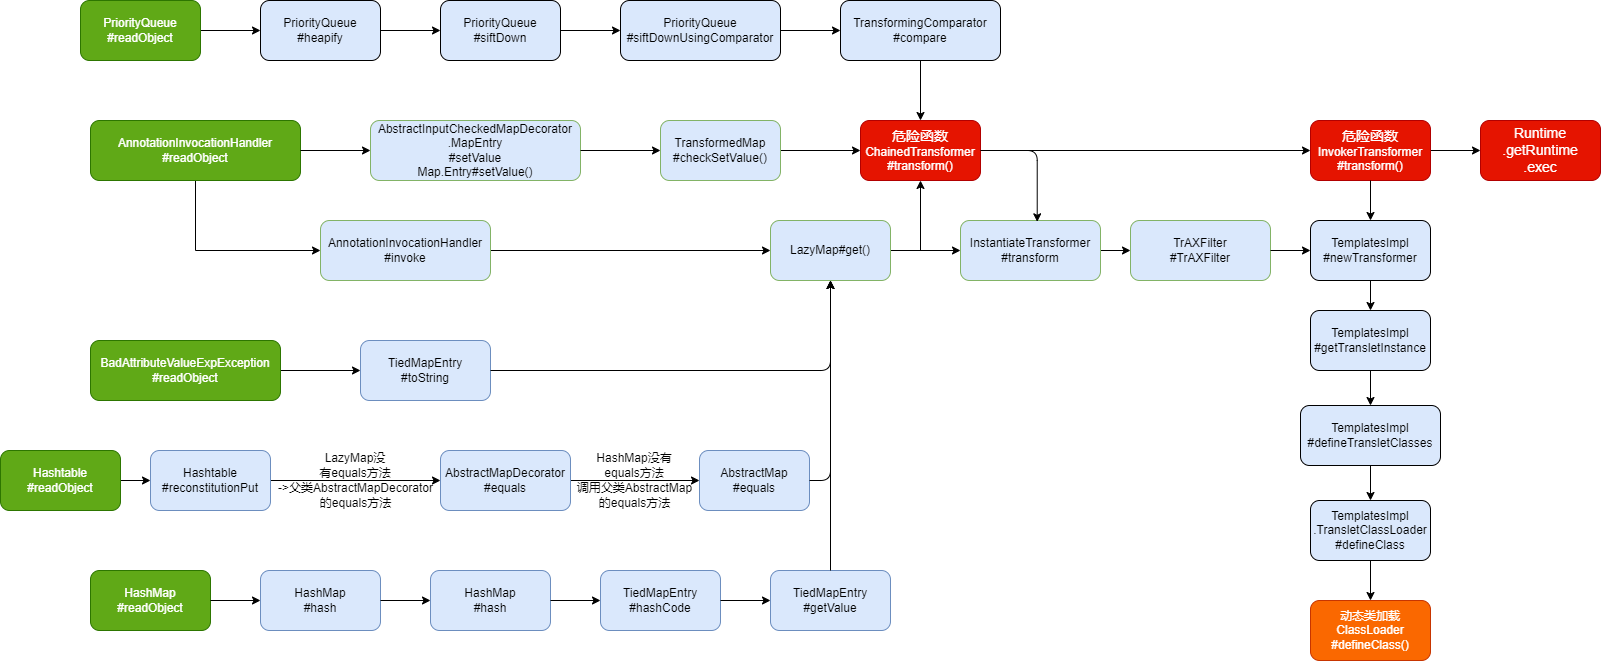 PriorityQueue
#readObject
PriorityQueue
#heapify
PriorityQueue
#siftDown
PriorityQueue
#siftDownUsingComparator
TransformingComparator
#compare
AnnotationInvocationHandler
#readObject
AbstractInputCheckedMapDecorator
.MapEntry
#setValue
Map.Entry#setValue()
TransformedMap
#checkSetValue()
危险函数
ChainedTransformer
#transform()
危险函数
InvokerTransformer
#transform()
Runtime
.getRuntime
.exec
AnnotationInvocationHandler
#invoke
LazyMap#get()
InstantiateTransformer
#transform
TrAXFilter
#TrAXFilter
TemplatesImpl
#newTransformer
TemplatesImpl
#getTransletInstance
BadAttributeValueExpException
#readObject
TiedMapEntry
#toString
TemplatesImpl
#defineTransletClasses
Hashtable
#readObject
Hashtable
#reconstitutionPut
LazyMap没
有equals方法
->父类AbstractMapDecorator
的equals方法
AbstractMapDecorator
#equals
HashMap没有
equals方法
调用父类AbstractMap
的equals方法
AbstractMap
#equals
TemplatesImpl
.TransletClassLoader
#defineClass
HashMap
#readObject
HashMap
#hash
HashMap
#hash
TiedMapEntry
#hashCode
TiedMapEntry
#getValue
动态类加载
ClassLoader
#defineClass()